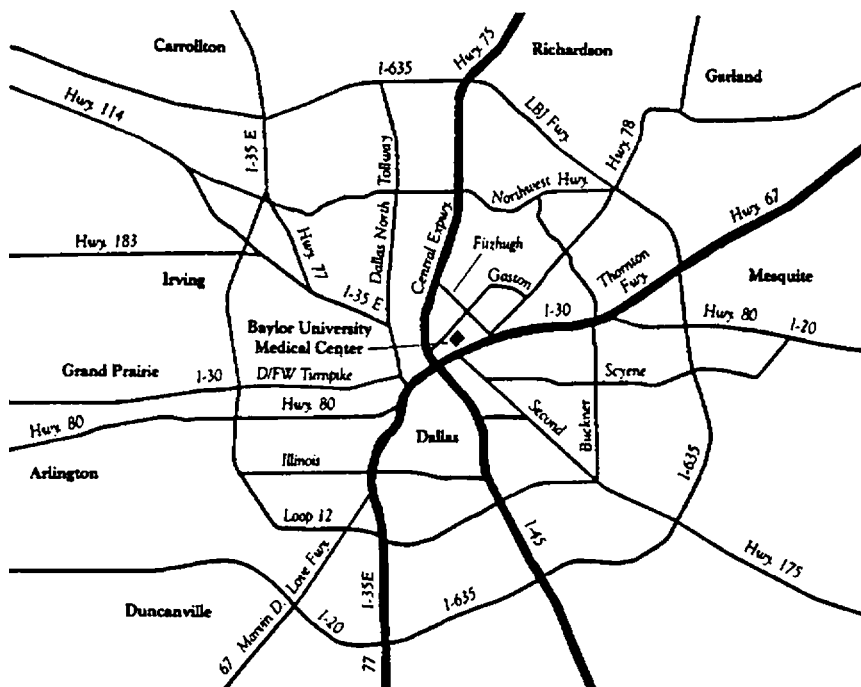 Carrollton
Hwy. 75
Richardson
I-635
Garland
Hwy. 114
LBJ Fwy.
Hwy. 78
I-35 E
Tollway
Dallas North
Northwest Hwy.
Hwy. 67
Central Expwy.
Fitzhugh
Hwy. 183
Hwy. 77
Gaston
Thornton
Fwy.
Mesquite
Irving
I-35 E
I-30
Hwy. 80
I-20
Baylor University
Medical Center
Grand Prairie
I-30
D/FW Turnpike
Scyene
Hwy. 80
Hwy. 80
Second
Buckner
Dallas
Arlington
Illinois
I-635
Loop 12
I-45
Hwy. 175
Duncanville
67 Marvin D. Love Fwy.
I-20
I-35E
77
I-635